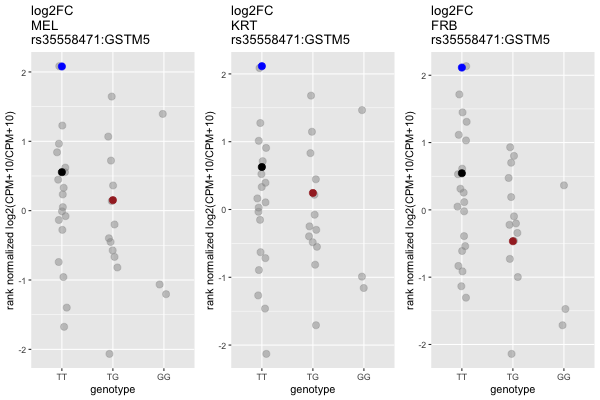 log2FC
MEL
rs35558471:GSTM5
rank normalized log2(CPM+10/CPM+10)
2
1
0
-1
-2
TT
TG
GG
genotype
log2FC
KRT
rs35558471:GSTM5
rank normalized log2(CPM+10/CPM+10)
2
1
0
-1
-2
TT
TG
GG
genotype
log2FC
FRB
rs35558471:GSTM5
rank normalized log2(CPM+10/CPM+10)
2
1
0
-1
-2
TT
TG
GG
genotype